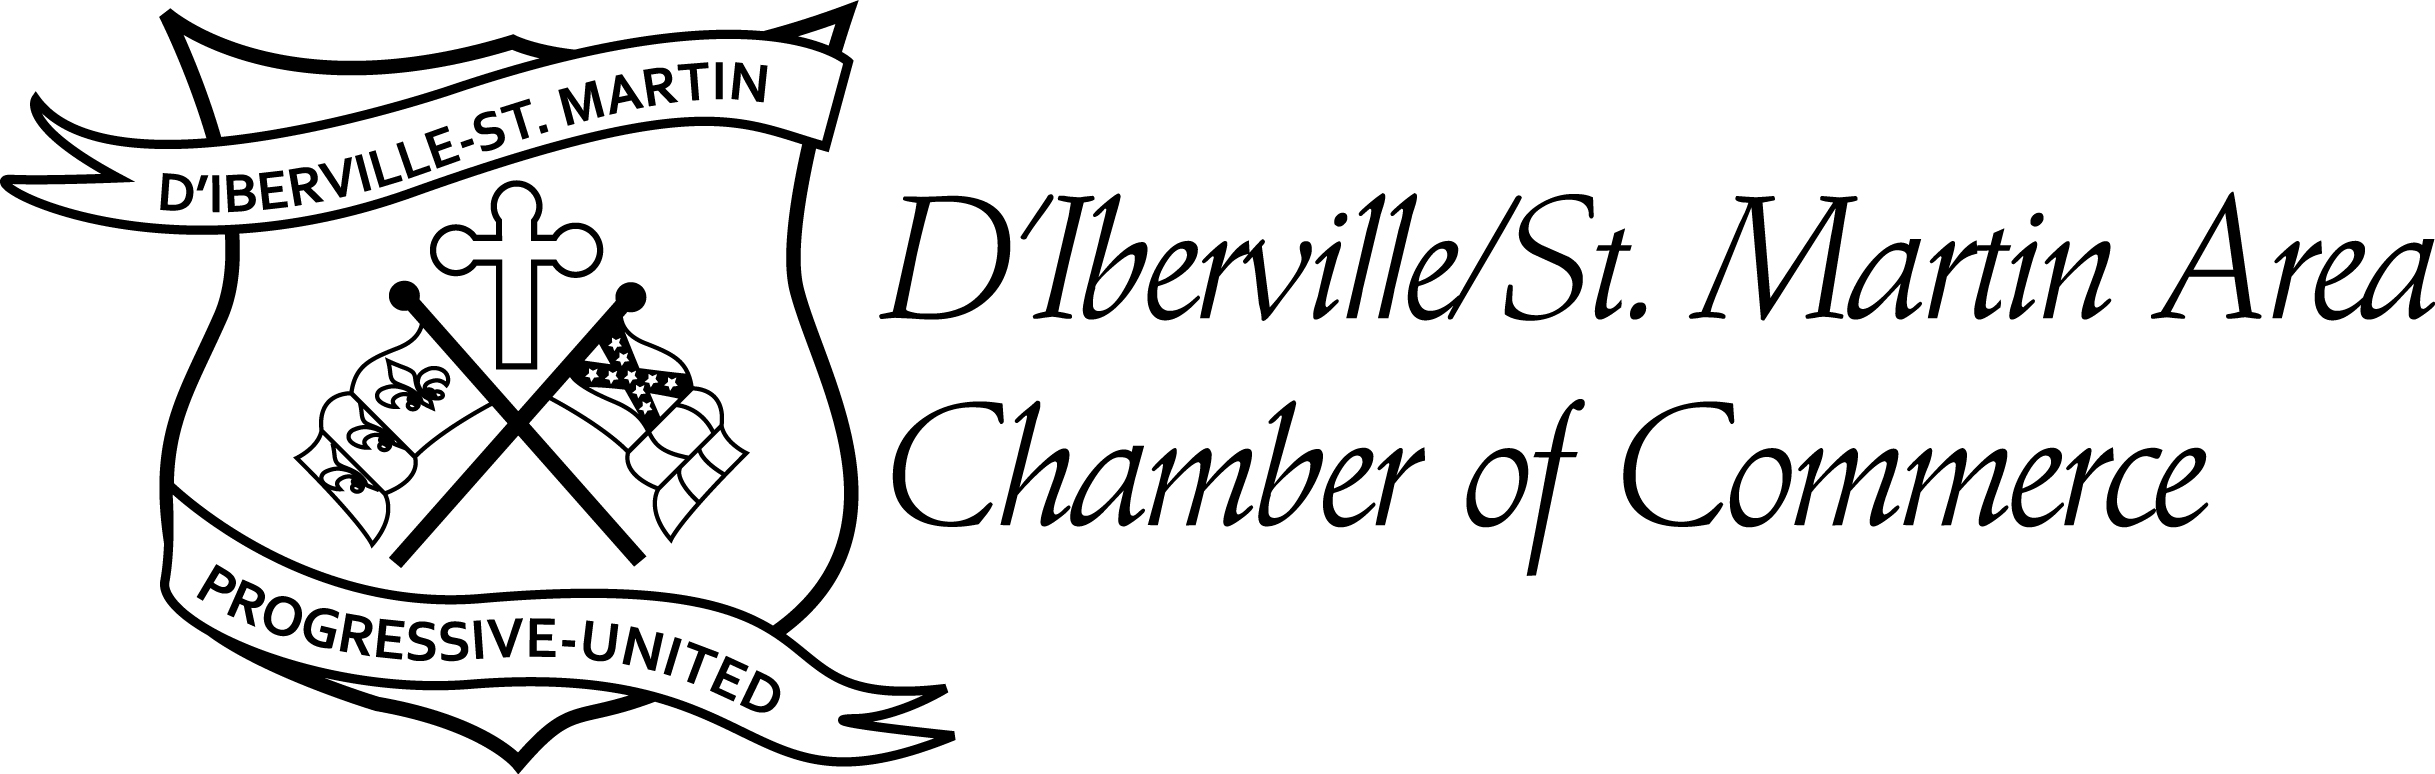 D'IBERVILLE-ST. MARTIN
PROGRESSIVE-UNITED
D'Iberville/St. Martin Area
Chamber of Commerce